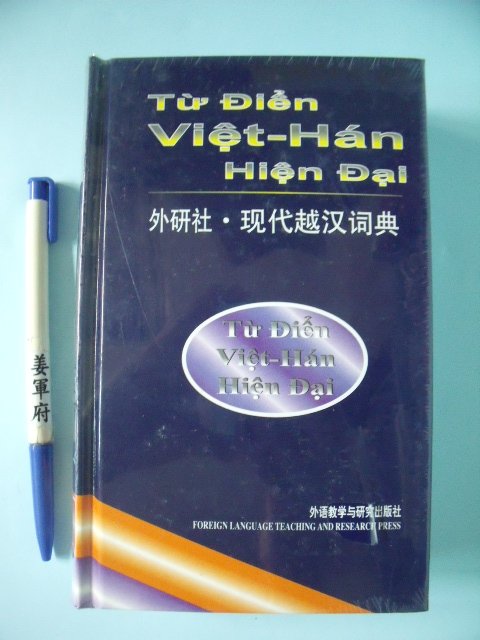 Từ Điển
Việt-Hán
Hiện Đại
外研社·现代越汉词典
Từ Điển
Việt-Hán
Hiện Đại
外语教学与研究出版社
FOREIGN LANGUAGE TEACHING AND RESEARCH PRESS
姜軍府